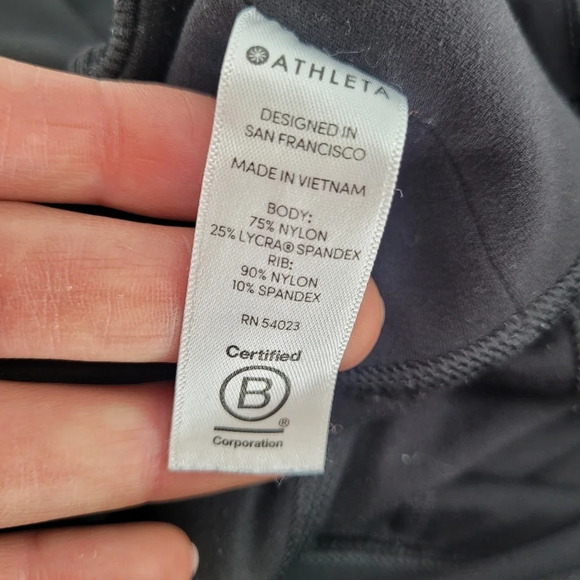 ATHLETA
DESIGNED IN
SAN FRANCISCO
MADE IN VIETNAM
BODY:
75% NYLON
25% LYCRA® SPANDEX
RIB:
90% NYLON
10% SPANDEX
RN 54023
Certified
B
®
Corporation